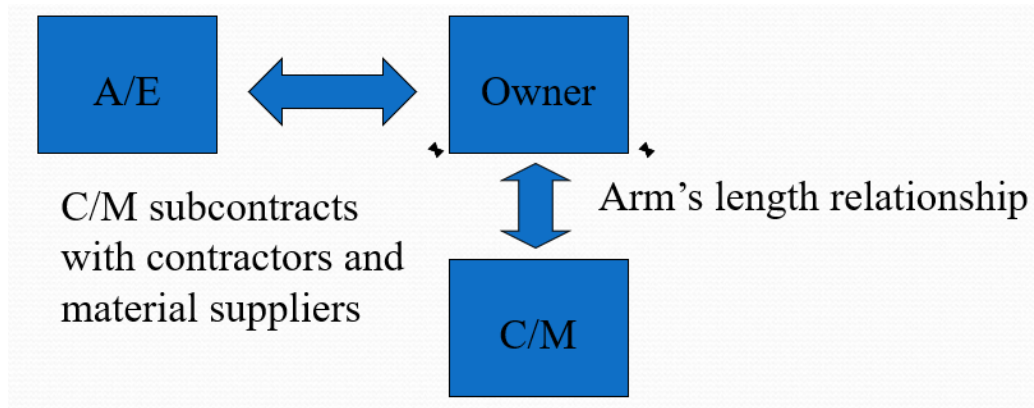 A/E
Owner
C/M subcontracts
with contractors and
material suppliers
Arm’s length relationship
C/M